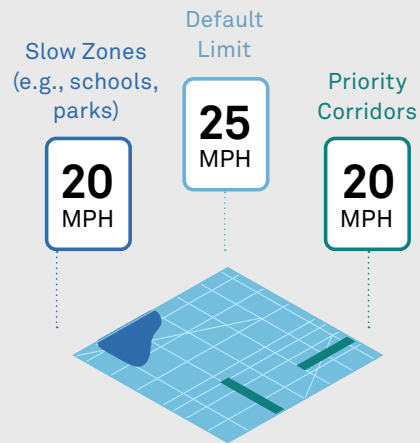 Slow Zones
(e.g., schools,
parks)
20
MPH
Default
Limit
25
MPH
Priority
Corridors
20
MPH